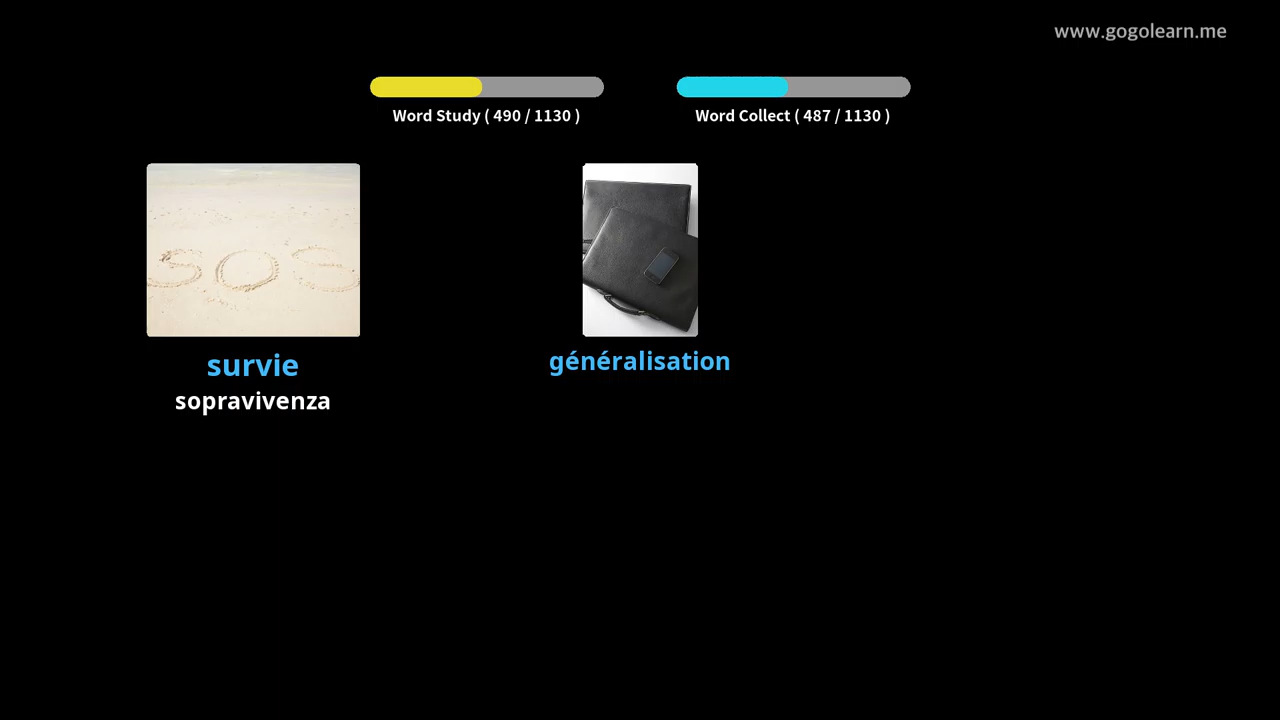 www.gogolearn.me
Word Study ( 490 / 1130 )
Word Collect ( 487 / 1130 )
SOS
survie
sopravivenza
généralisation